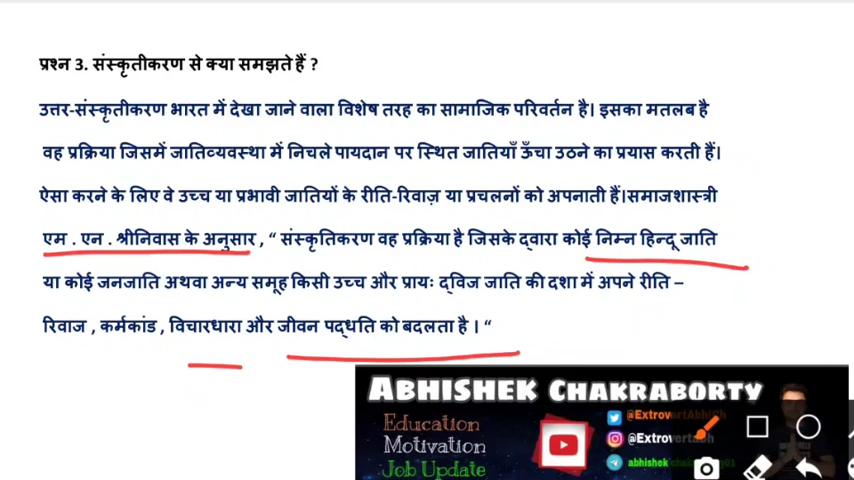 प्रश्न 3. संस्कृतीकरण से क्या समझते हैं ?
उत्तर-संस्कृतीकरण भारत में देखा जाने वाला विशेष तरह का सामाजिक परिवर्तन है। इसका मतलब है
वह प्रक्रिया जिसमें जातिव्यवस्था में निचले पायदान पर स्थित जातियाँ ऊँचा उठने का प्रयास करती हैं।
ऐसा करने के लिए वे उच्च या प्रभावी जातियों के रीति-रिवाज़ या प्रचलनों को अपनाती हैं।समाजशास्त्री
एम . एन . श्रीनिवास के अनुसार , “ संस्कृतिकरण वह प्रक्रिया है जिसके द्वारा कोई निम्न हिन्दू जाति
या कोई जनजाति अथवा अन्य समूह किसी उच्च और प्रायः द्विज जाति की दशा में अपने रीति –
रिवाज , कर्मकांड , विचारधारा और जीवन पद्धति को बदलता है । “
ABHISHEK CHAKRABORTY
Education
Motivation
Job Update
@Extrovert
@Extrovertabh
abhishek